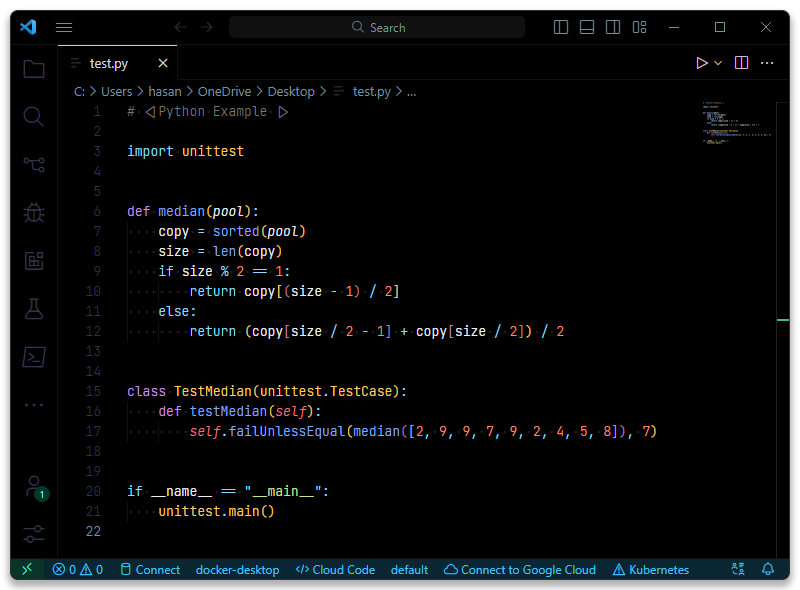 Search
test.py
C: > Users > hasan > OneDrive > Desktop > test.py > ...
1 # ◁Python Example ▷
2
3 import unittest
4
5
6 def median(pool):
7 copy = sorted(pool)
8 size = len(copy)
9 if size % 2 == 1:
10 return copy[(size - 1) / 2]
11 else:
12 return (copy[size / 2 - 1] + copy[size / 2]) / 2
13
14
15 class TestMedian(unittest.TestCase):
16 def testMedian(self):
17 self.failUnlessEqual(median([2, 9, 9, 7, 9, 2, 4, 5, 8]), 7)
18
19
20 if __name__ == "__main__":
21 unittest.main()
22
1
0 0 Connect docker-desktop </> Cloud Code default Connect to Google Cloud Kubernetes